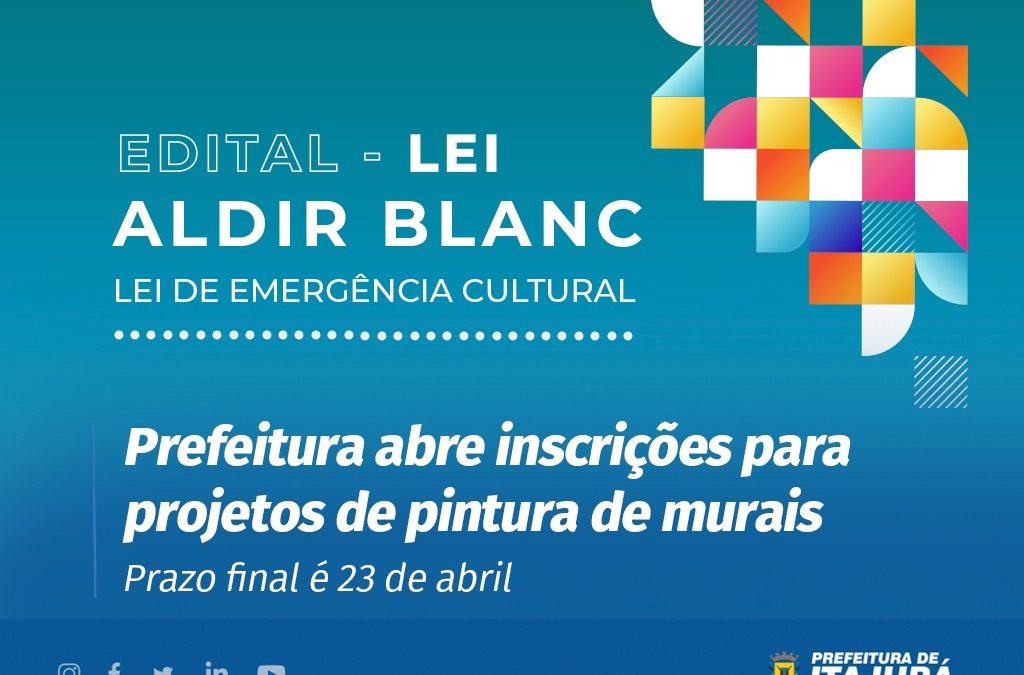 EDITAL - LEI
ALDIR BLANC
LEI DE EMERGÊNCIA CULTURAL
Prefeitura abre inscrições para
projetos de pintura de murais
Prazo final é 23 de abril
PREFEITURA DE
ITAJUBÁ